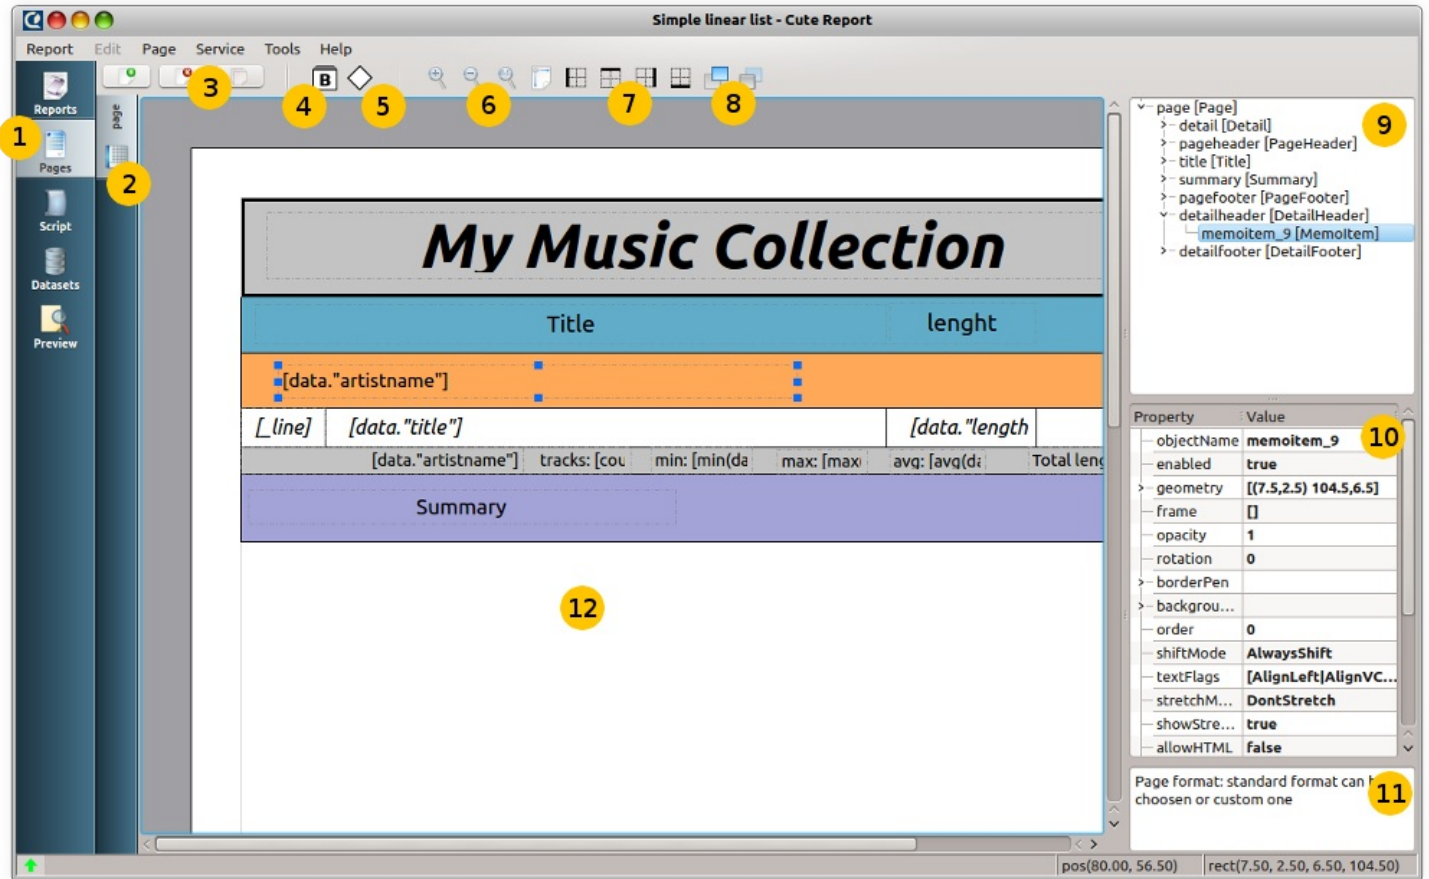 Simple linear list - Cute Report
Report Edit Page Service Tools Help
3
B
4
5
6
7
8
Reports
1
Pages
page
2
Script
Datasets
Preview
My Music Collection
Title lenght
[data."artistname"]
[_line] [data."title"] [data."length
[data."artistname"] tracks: [cou min: [min(da max: [max( avg: [avg(da Total leng
Summary
12
page [Page]
9
detail [Detail]
pageheader [PageHeader]
title [Title]
summary [Summary]
pagefooter [PageFooter]
detailheader [DetailHeader]
memoitem_9 [MemoItem]
detailfooter [DetailFooter]
Property Value
10
objectName memoitem_9
enabled true
geometry [(7.5,2.5) 104.5,6.5]
frame []
opacity 1
rotation 0
borderPen
backgrou...
order 0
shiftMode AlwaysShift
textFlags [AlignLeft|AlignVC...
stretchM... DontStretch
showStre... true
allowHTML false
Page format: standard format can
choosen or custom one
11
pos(80.00, 56.50) rect(7.50, 2.50, 6.50, 104.50)